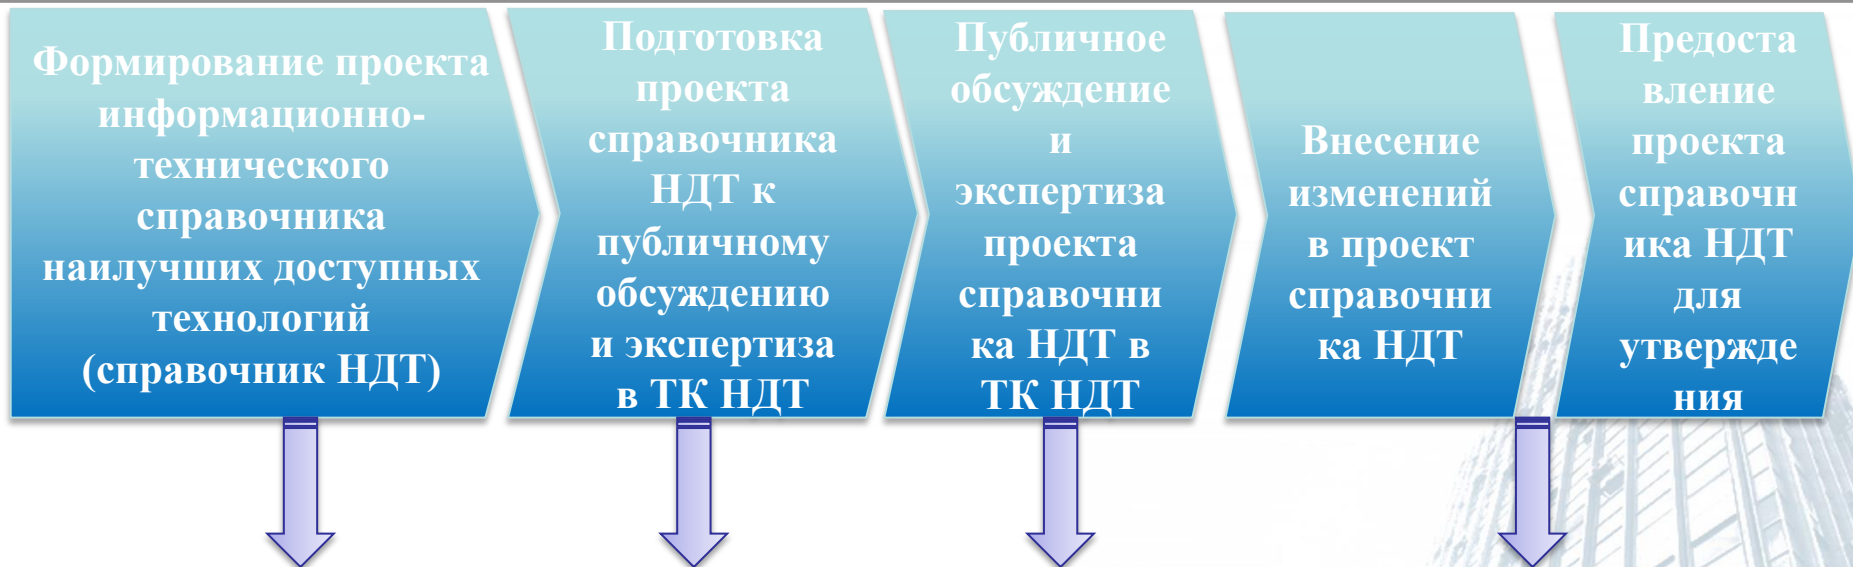 Формирование проекта
информационно-
технического
справочника
наилучших доступных
технологий
(справочник НДТ)
Подготовка
проекта
справочника
НДТ к
публичному
обсуждению
и экспертиза
в ТК НДТ
Публичное
обсуждение
и
экспертиза
проекта
справочни
ка НДТ в
ТК НДТ
Внесение
изменений
в проект
справочни
ка НДТ
Предоста
вление
проекта
справочн
ика НДТ
для
утвержде
ния